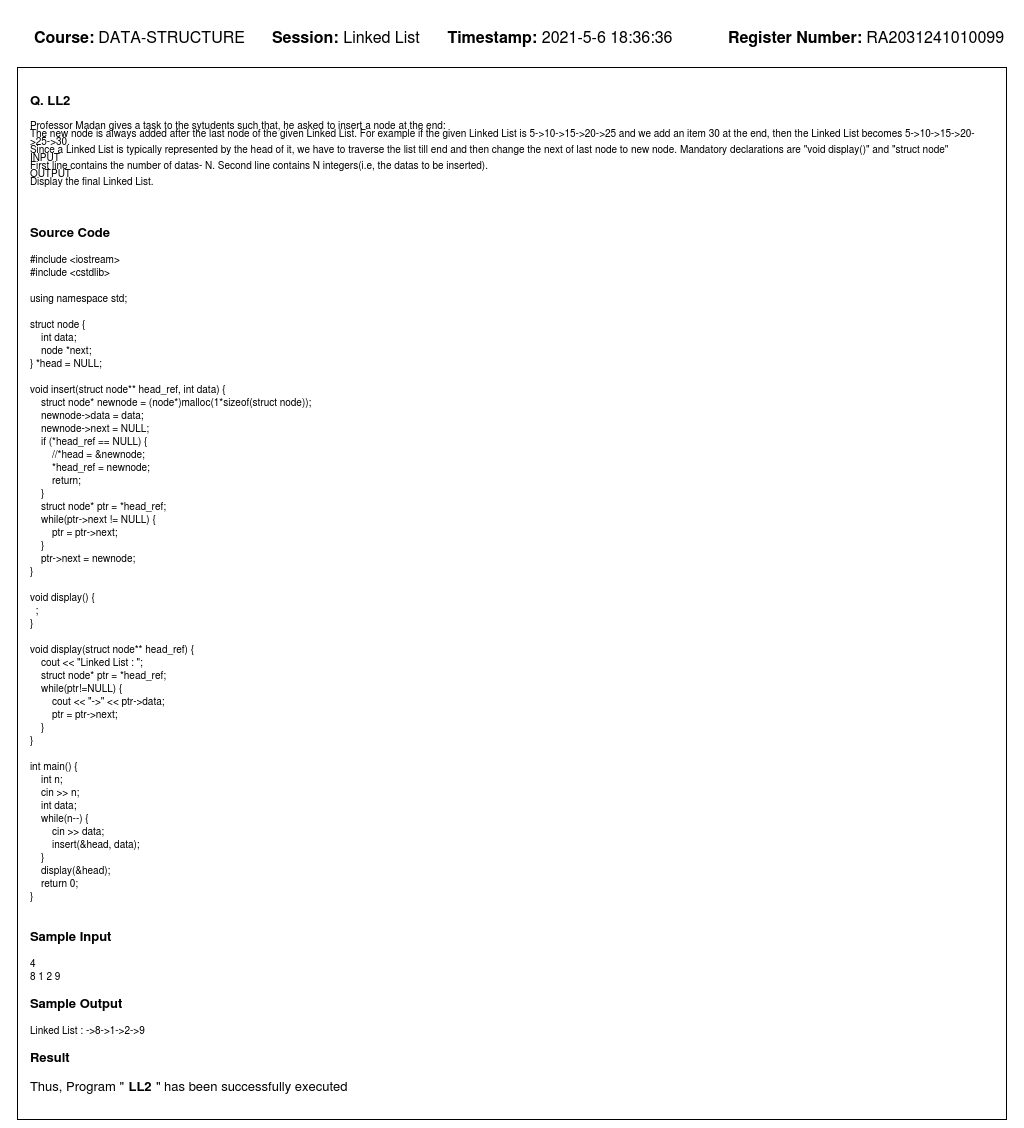 Course: DATA-STRUCTURE Session: Linked List Timestamp: 2021-5-6 18:36:36 Register Number: RA2031241010099
Q. LL2
Professor Madan gives a task to the sytudents such that, he asked to insert a node at the end:
The new node is always added after the last node of the given Linked List. For example if the given Linked List is 5->10->15->20->25 and we add an item 30 at the end, then the Linked List becomes 5->10->15->20-
>25->30.
Since a Linked List is typically represented by the head of it, we have to traverse the list till end and then change the next of last node to new node. Mandatory declarations are "void display()" and "struct node"
INPUT
First line contains the number of datas- N. Second line contains N integers(i.e, the datas to be inserted).
OUTPUT
Display the final Linked List.
Source Code
#include <iostream>
#include <cstdlib>
using namespace std;
struct node {
    int data;
    node *next;
} *head = NULL;
void insert(struct node** head_ref, int data) {
    struct node* newnode = (node*)malloc(1*sizeof(struct node));
    newnode->data = data;
    newnode->next = NULL;
    if (*head_ref == NULL) {
        //*head = &newnode;
        *head_ref = newnode;
        return;
    }
    struct node* ptr = *head_ref;
    while(ptr->next != NULL) {
        ptr = ptr->next;
    }
    ptr->next = newnode;
}
void display() {
  ;
}
void display(struct node** head_ref) {
    cout << "Linked List : ";
    struct node* ptr = *head_ref;
    while(ptr!=NULL) {
        cout << "->" << ptr->data;
        ptr = ptr->next;
    }
}
int main() {
    int n;
    cin >> n;
    int data;
    while(n--) {
        cin >> data;
        insert(&head, data);
    }
    display(&head);
    return 0;
}
Sample Input
4
8 1 2 9
Sample Output
Linked List : ->8->1->2->9
Result
Thus, Program " LL2 " has been successfully executed